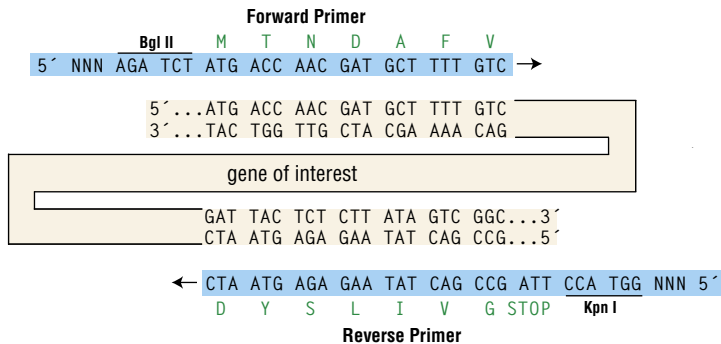 Forward Primer
Bgl II M T N D A F V
5´ NNN AGA TCT ATG ACC AAC GAT GCT TTT GTC
5´...ATG ACC AAC GAT GCT TTT GTC
3´...TAC TGG TTG CTA CGA AAA CAG
gene of interest
GAT TAC TCT CTT ATA GTC GGC...3´
CTA ATG AGA GAA TAT CAG CCG...5´
CTA ATG AGA GAA TAT CAG CCG ATT CCA TGG NNN 5´
D Y S L I V G STOP Kpn I
Reverse Primer